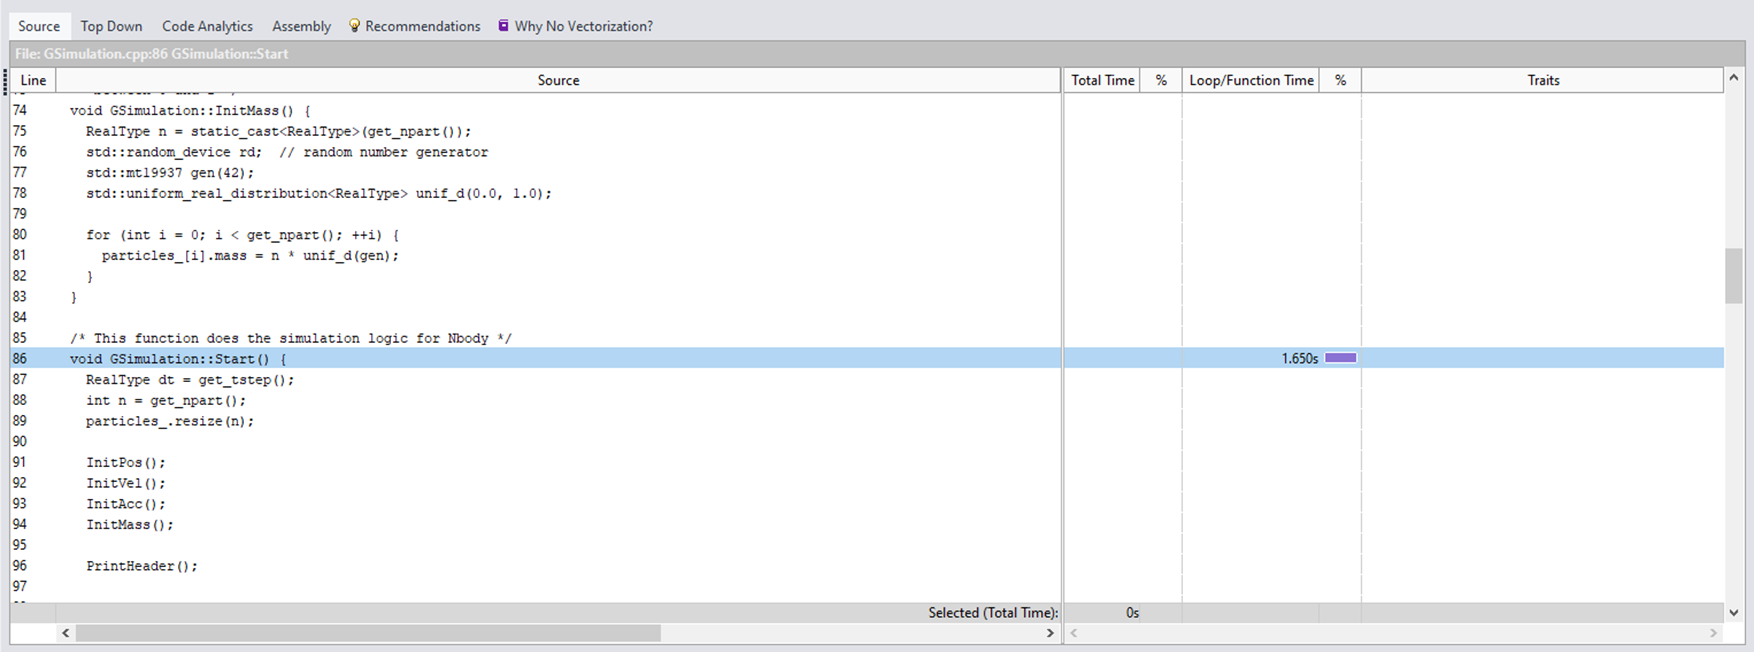 Source Top Down Code Analytics Assembly Recommendations Why No Vectorization?
File: GSimulation.cpp:86 GSimulation::Start
Line Source Total Time % Loop/Function Time % Traits
74 void GSimulation::InitMass() {
75 RealType n = static_cast<RealType>(get_npart());
76 std::random_device rd; // random number generator
77 std::mt19937 gen(42);
78 std::uniform_real_distribution<RealType> unif_d(0.0, 1.0);
79
80 for (int i = 0; i < get_npart(); ++i) {
81 particles_[i].mass = n * unif_d(gen);
82 }
83 }
84
85 /* This function does the simulation logic for Nbody */
86 void GSimulation::Start() { 1.650s
87 RealType dt = get_tstep();
88 int n = get_npart();
89 particles_.resize(n);
90
91 InitPos();
92 InitVel();
93 InitAcc();
94 InitMass();
95
96 PrintHeader();
97
Selected (Total Time): 0s